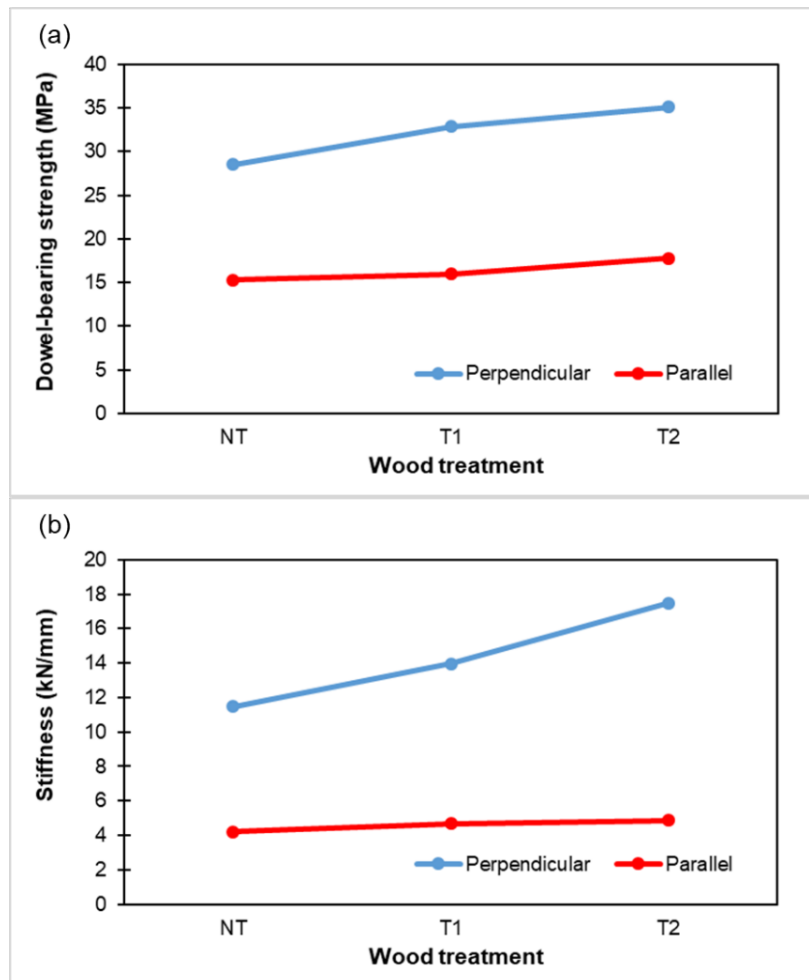 (a)
Dowel-bearing strength (MPa)
40
35
30
25
20
15
10
5
0
Perpendicular Parallel
NT T1 T2
Wood treatment
(b)
Stiffness (kN/mm)
20
18
16
14
12
10
8
6
4
2
0
Perpendicular Parallel
NT T1 T2
Wood treatment